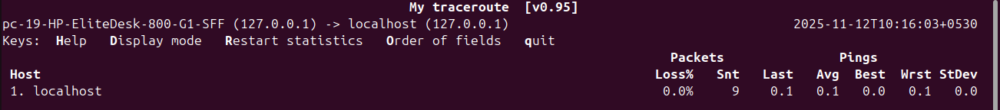 My traceroute  [v0.95]
pc-19-HP-EliteDesk-800-G1-SFF (127.0.0.1) -> localhost (127.0.0.1) 2025-11-12T10:16:03+0530
Keys:  Help   Display mode   Restart statistics   Order of fields   quit
Packets Pings
Host Loss% Snt Last Avg Best Wrst StDev
1. localhost 0.0% 9 0.1 0.1 0.0 0.1 0.0